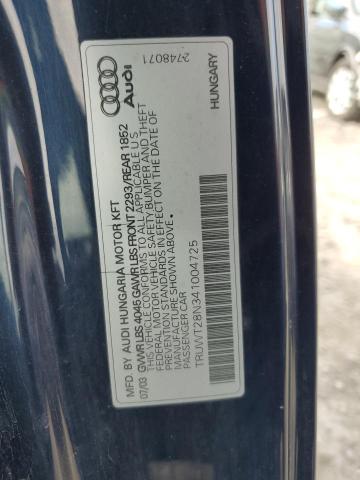 Audi
2748071
HUNGARY
MFD. BY AUDI HUNGARIA MOTOR KFT
07/03 GVWR LBS 4045 GAWR LBS FRONT 2293/REAR 1852
THIS VEHICLE CONFORMS TO ALL APPLICABLE U S
FEDERAL MOTOR VEHICLE SAFETY,BUMPER AND THEFT
PREVENTION STANDARDS IN EFFECT ON THE DATE OF
MANUFACTURE SHOWN ABOVE.
PASSENGER CAR
TRUWT28N341004725